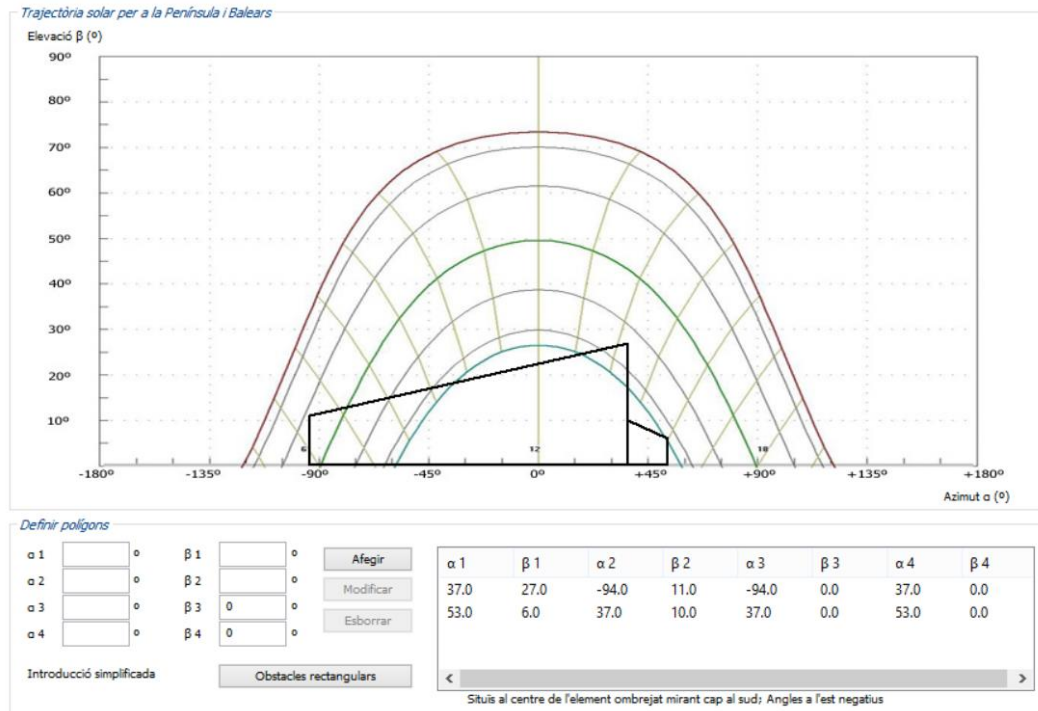 Trajectòria solar per a la Península i Balears
Elevació β (º)
90º
80º
70º
60º
50º
40º
30º
20º
10º
6 12 18
-180º -135º -90º -45º 0º +45º +90º +135º +180º
Azimut α (º)
Definir polígons
α 1 º β 1 º Afegir
α 2 º β 2 º Modificar
α 3 º β 3 0 º Esborrar
α 4 º β 4 0 º
Introducció simplificada Obstacles rectangulars
α 1 β 1 α 2 β 2 α 3 β 3 α 4 β 4
37.0 27.0 -94.0 11.0 -94.0 0.0 37.0 0.0
53.0 6.0 37.0 10.0 37.0 0.0 53.0 0.0
Situïs al centre de l'element ombrejat mirant cap al sud; Angles a l'est negatius